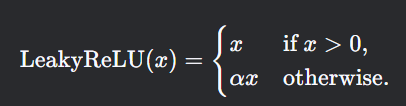 LeakyReLU(x) = { x if x > 0,
αx otherwise.